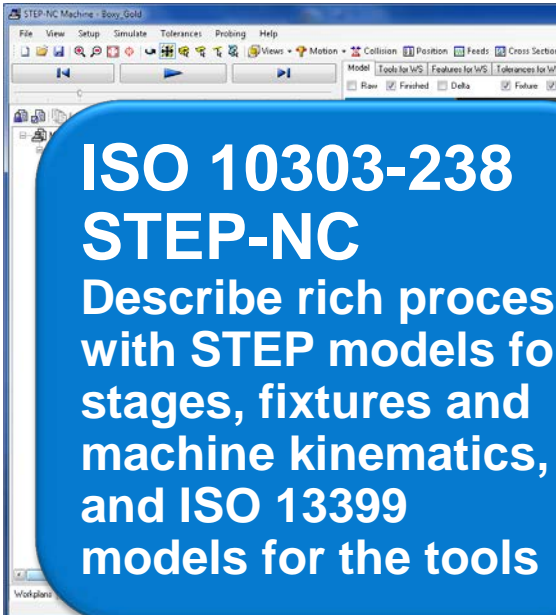 STEP-NC Machine - Boxy_Gold
File View Setup Simulate Tolerances Probing Help
Views Motion Collision Position Feeds Cross Section
Model Tools for WS Features for WS Tolerances for W
Raw Finished Delta Fixture
ISO 10303-238
STEP-NC
Describe rich proces
with STEP models fo
stages, fixtures and
machine kinematics,
and ISO 13399
models for the tools
Workplans